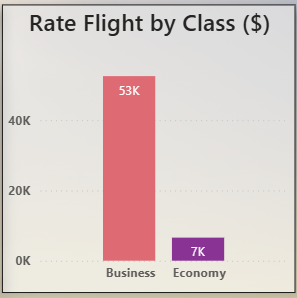 Rate Flight by Class ($)
53K
40K
20K
7K
0K
Business Economy